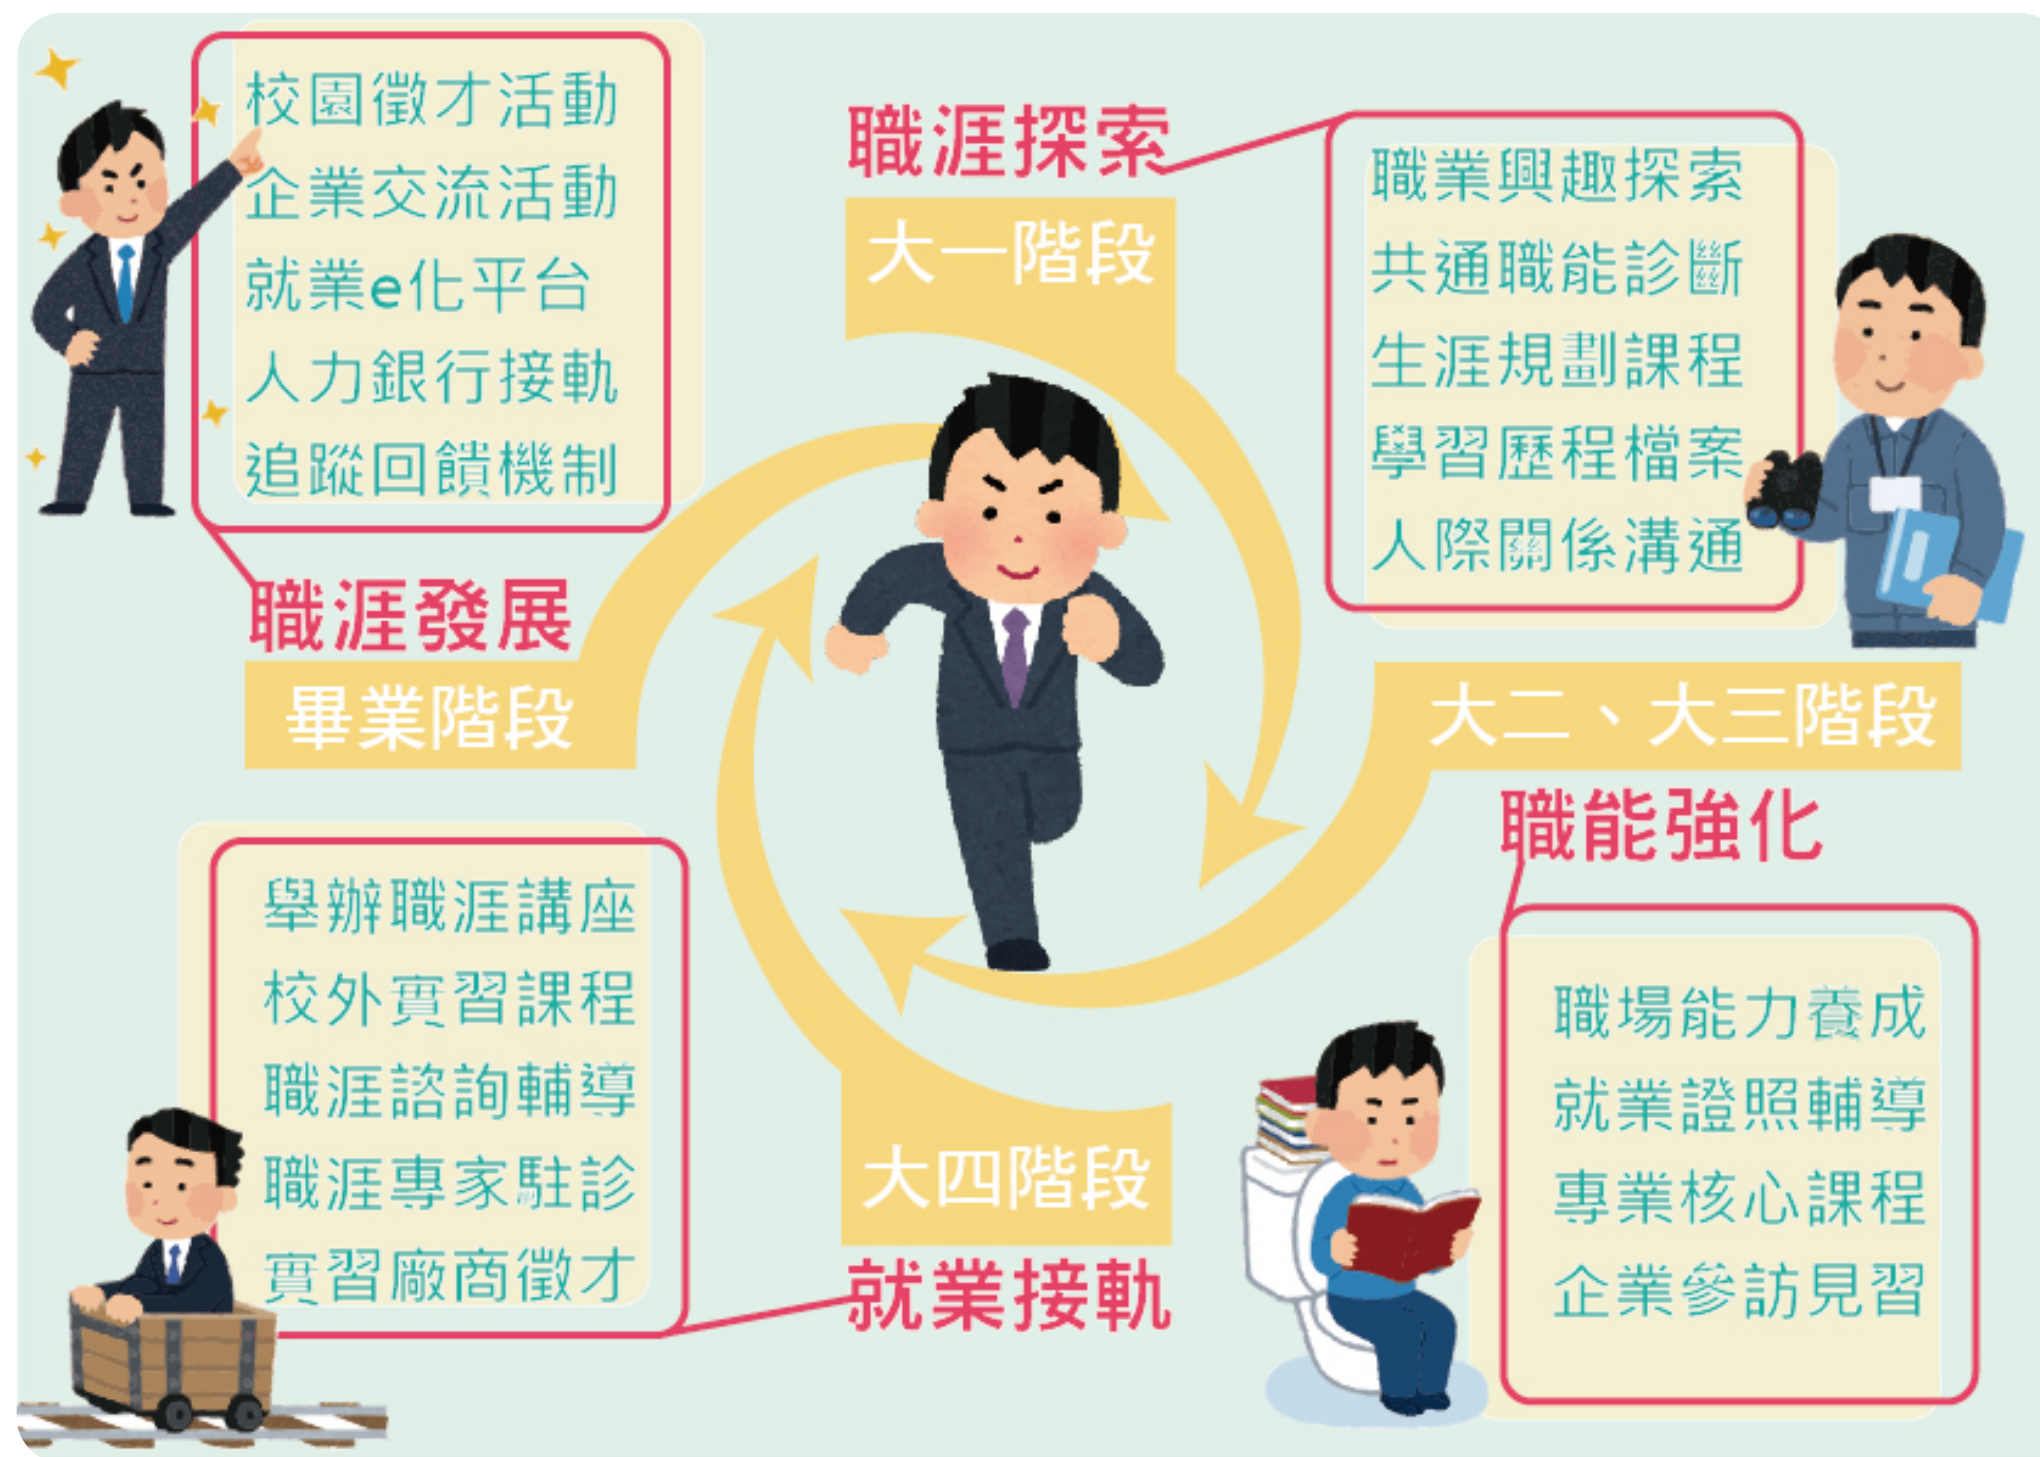 職涯探索
大一階段
職業興趣探索
共通職能診斷
生涯規劃課程
學習歷程檔案
人際關係溝通
大二、大三階段
職能強化
職場能力養成
就業證照輔導
專業核心課程
企業參訪見習
大四階段
就業接軌
舉辦職涯講座
校外實習課程
職涯諮詢輔導
職涯專家駐診
實習廠商徵才
職涯發展
畢業階段
校園徵才活動
企業交流活動
就業e化平台
人力銀行接軌
追蹤回饋機制